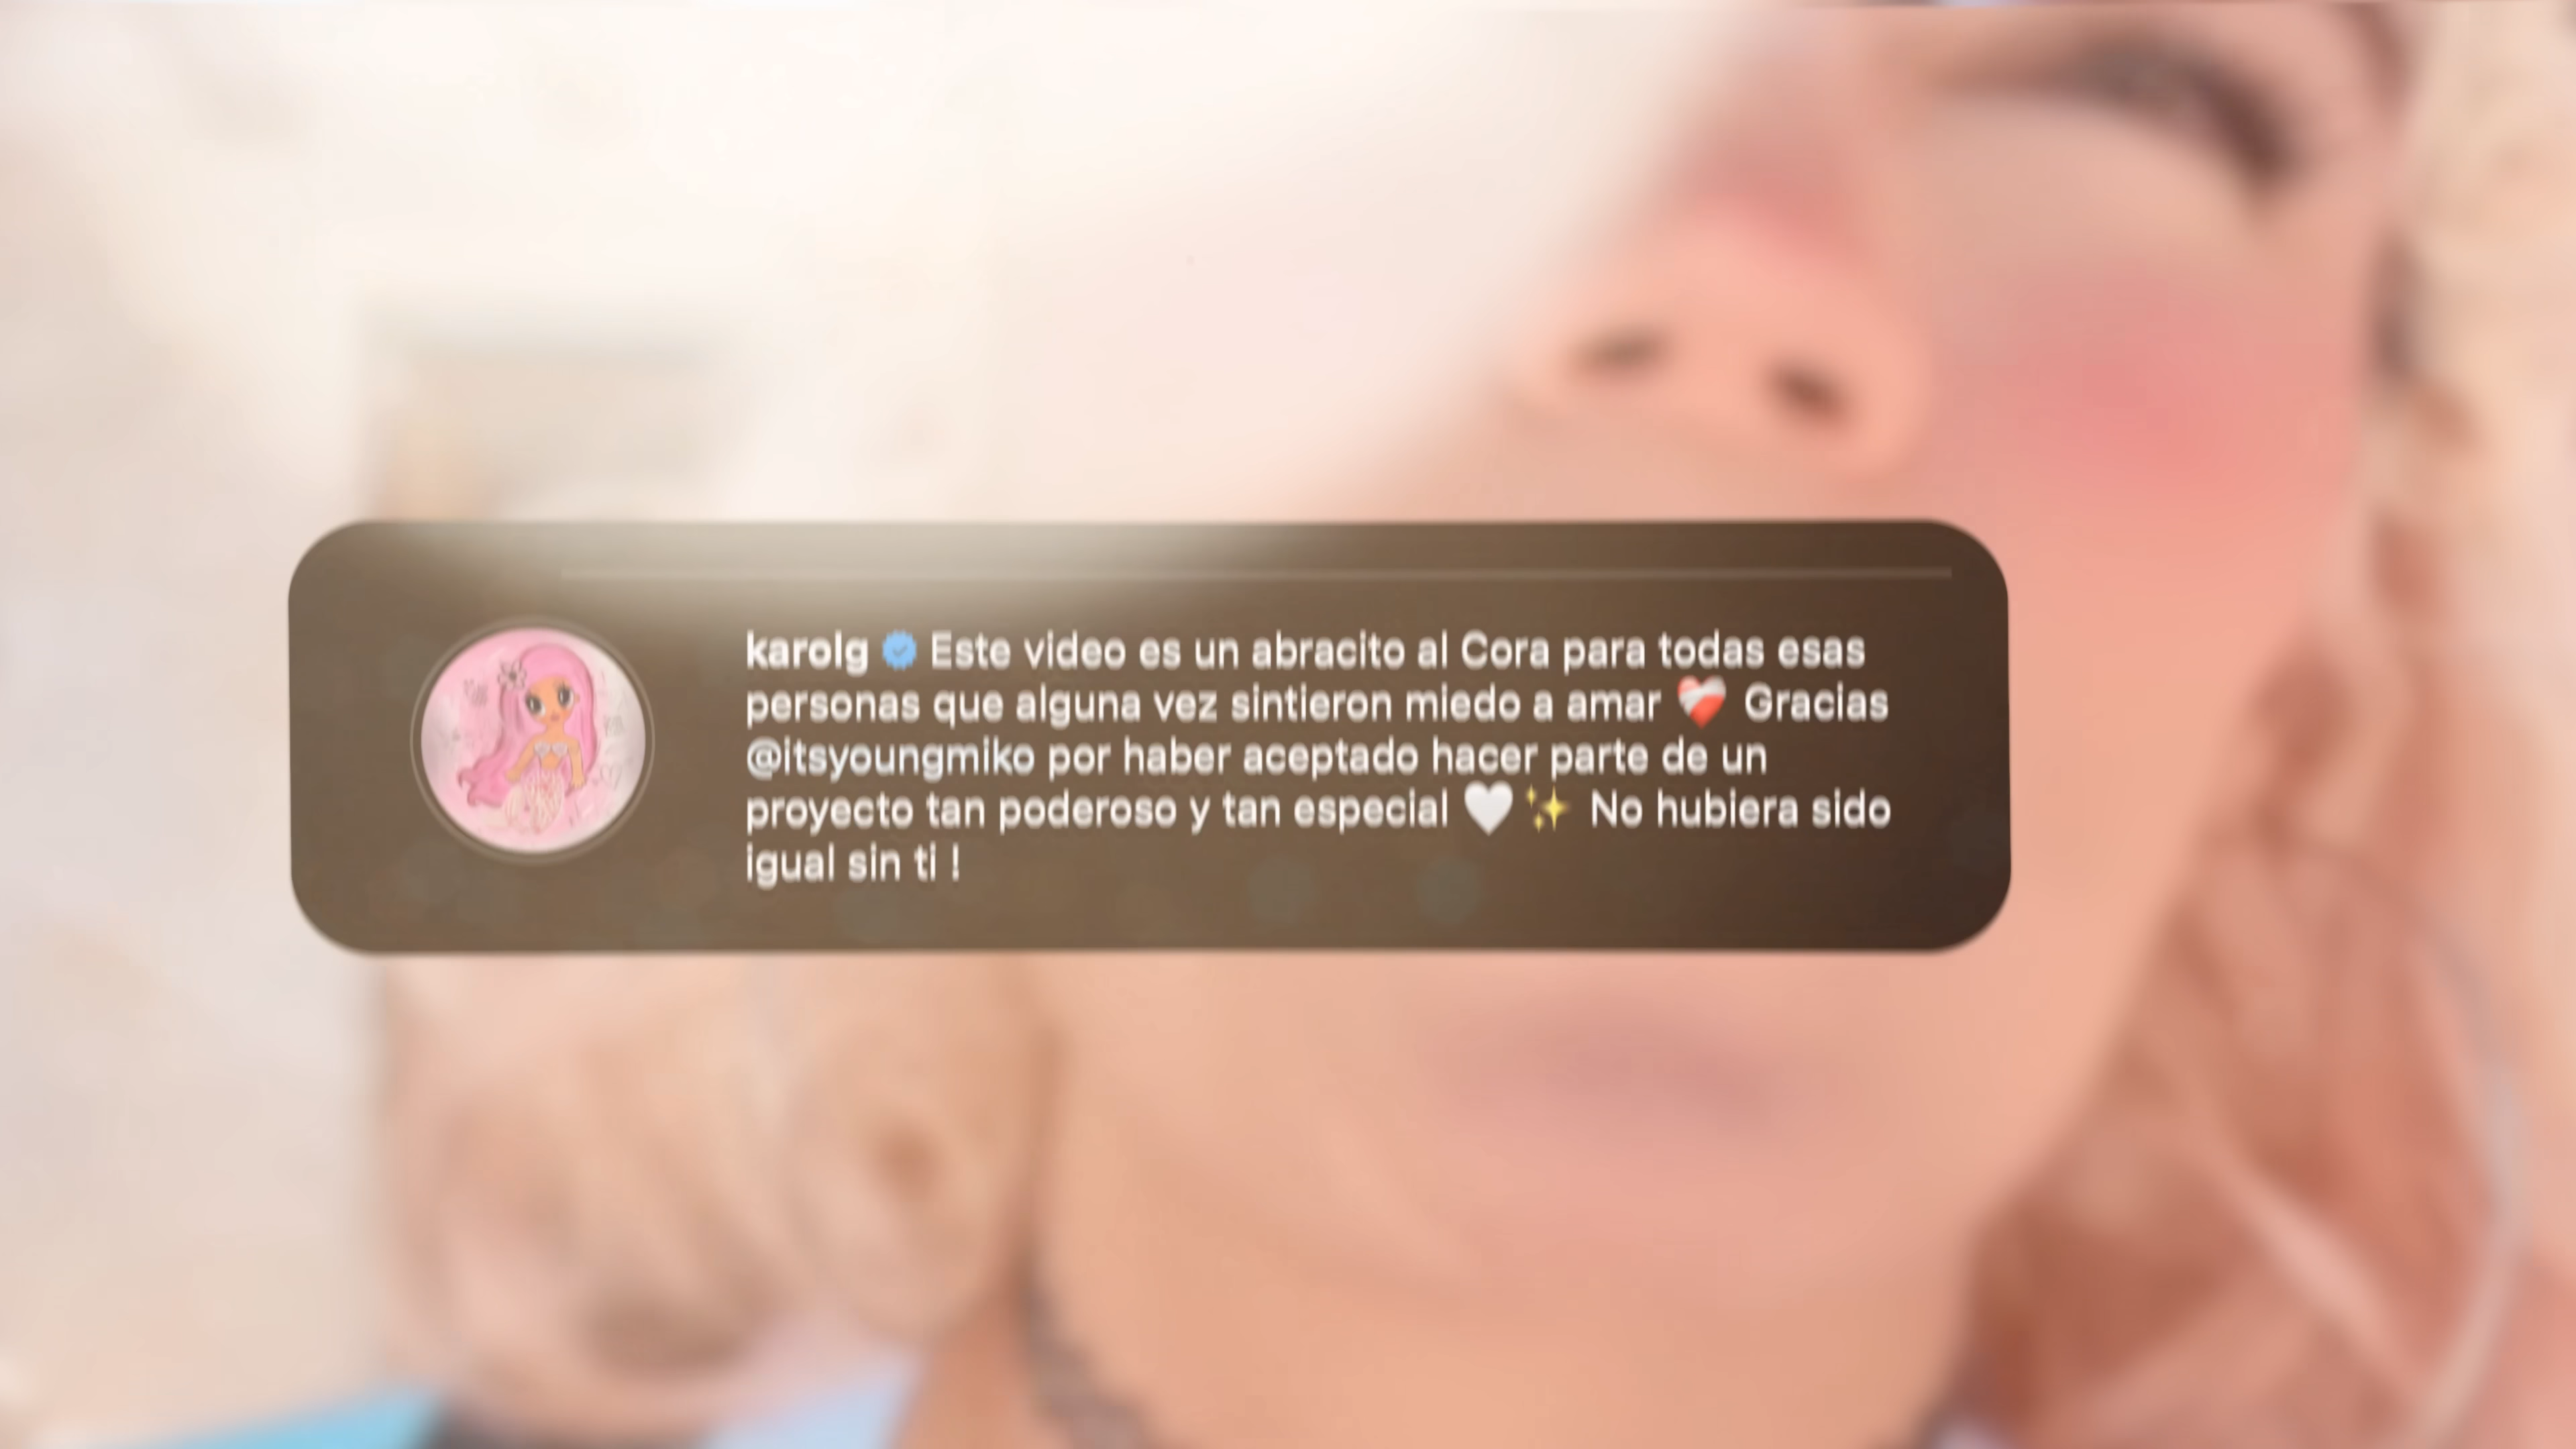 karolg Este video es un abracito al Cora para todas esas
personas que alguna vez sintieron miedo a amar ❤️‍🩹 Gracias
@itsyoungmiko por haber aceptado hacer parte de un
proyecto tan poderoso y tan especial 🤍✨ No hubiera sido
igual sin ti !